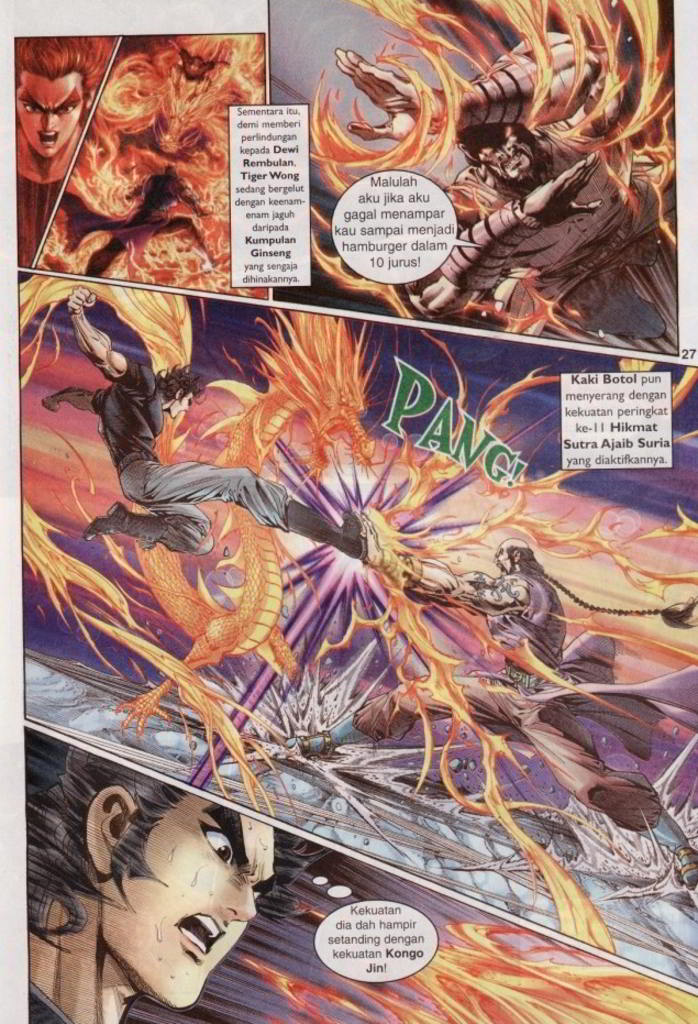 Sementara itu,
demi memberi
perlindungan
kepada Dewi
Rembulan,
Tiger Wong
sedang bergelut
dengan keenam-
enam jaguh
daripada
Kumpulan
Ginseng
yang sengaja
dihinakannya.
Malulah
aku jika aku
gagal menampar
kau sampai menjadi
hamburger dalam
10 jurus!
27
Kaki Botol pun
menyerang dengan
kekuatan peringkat
ke-11 Hikmat
Sutra Ajaib Suria
yang diaktifkannya.
PANG!
Kekuatan
dia dah hampir
setanding dengan
kekuatan Kongo
Jin!